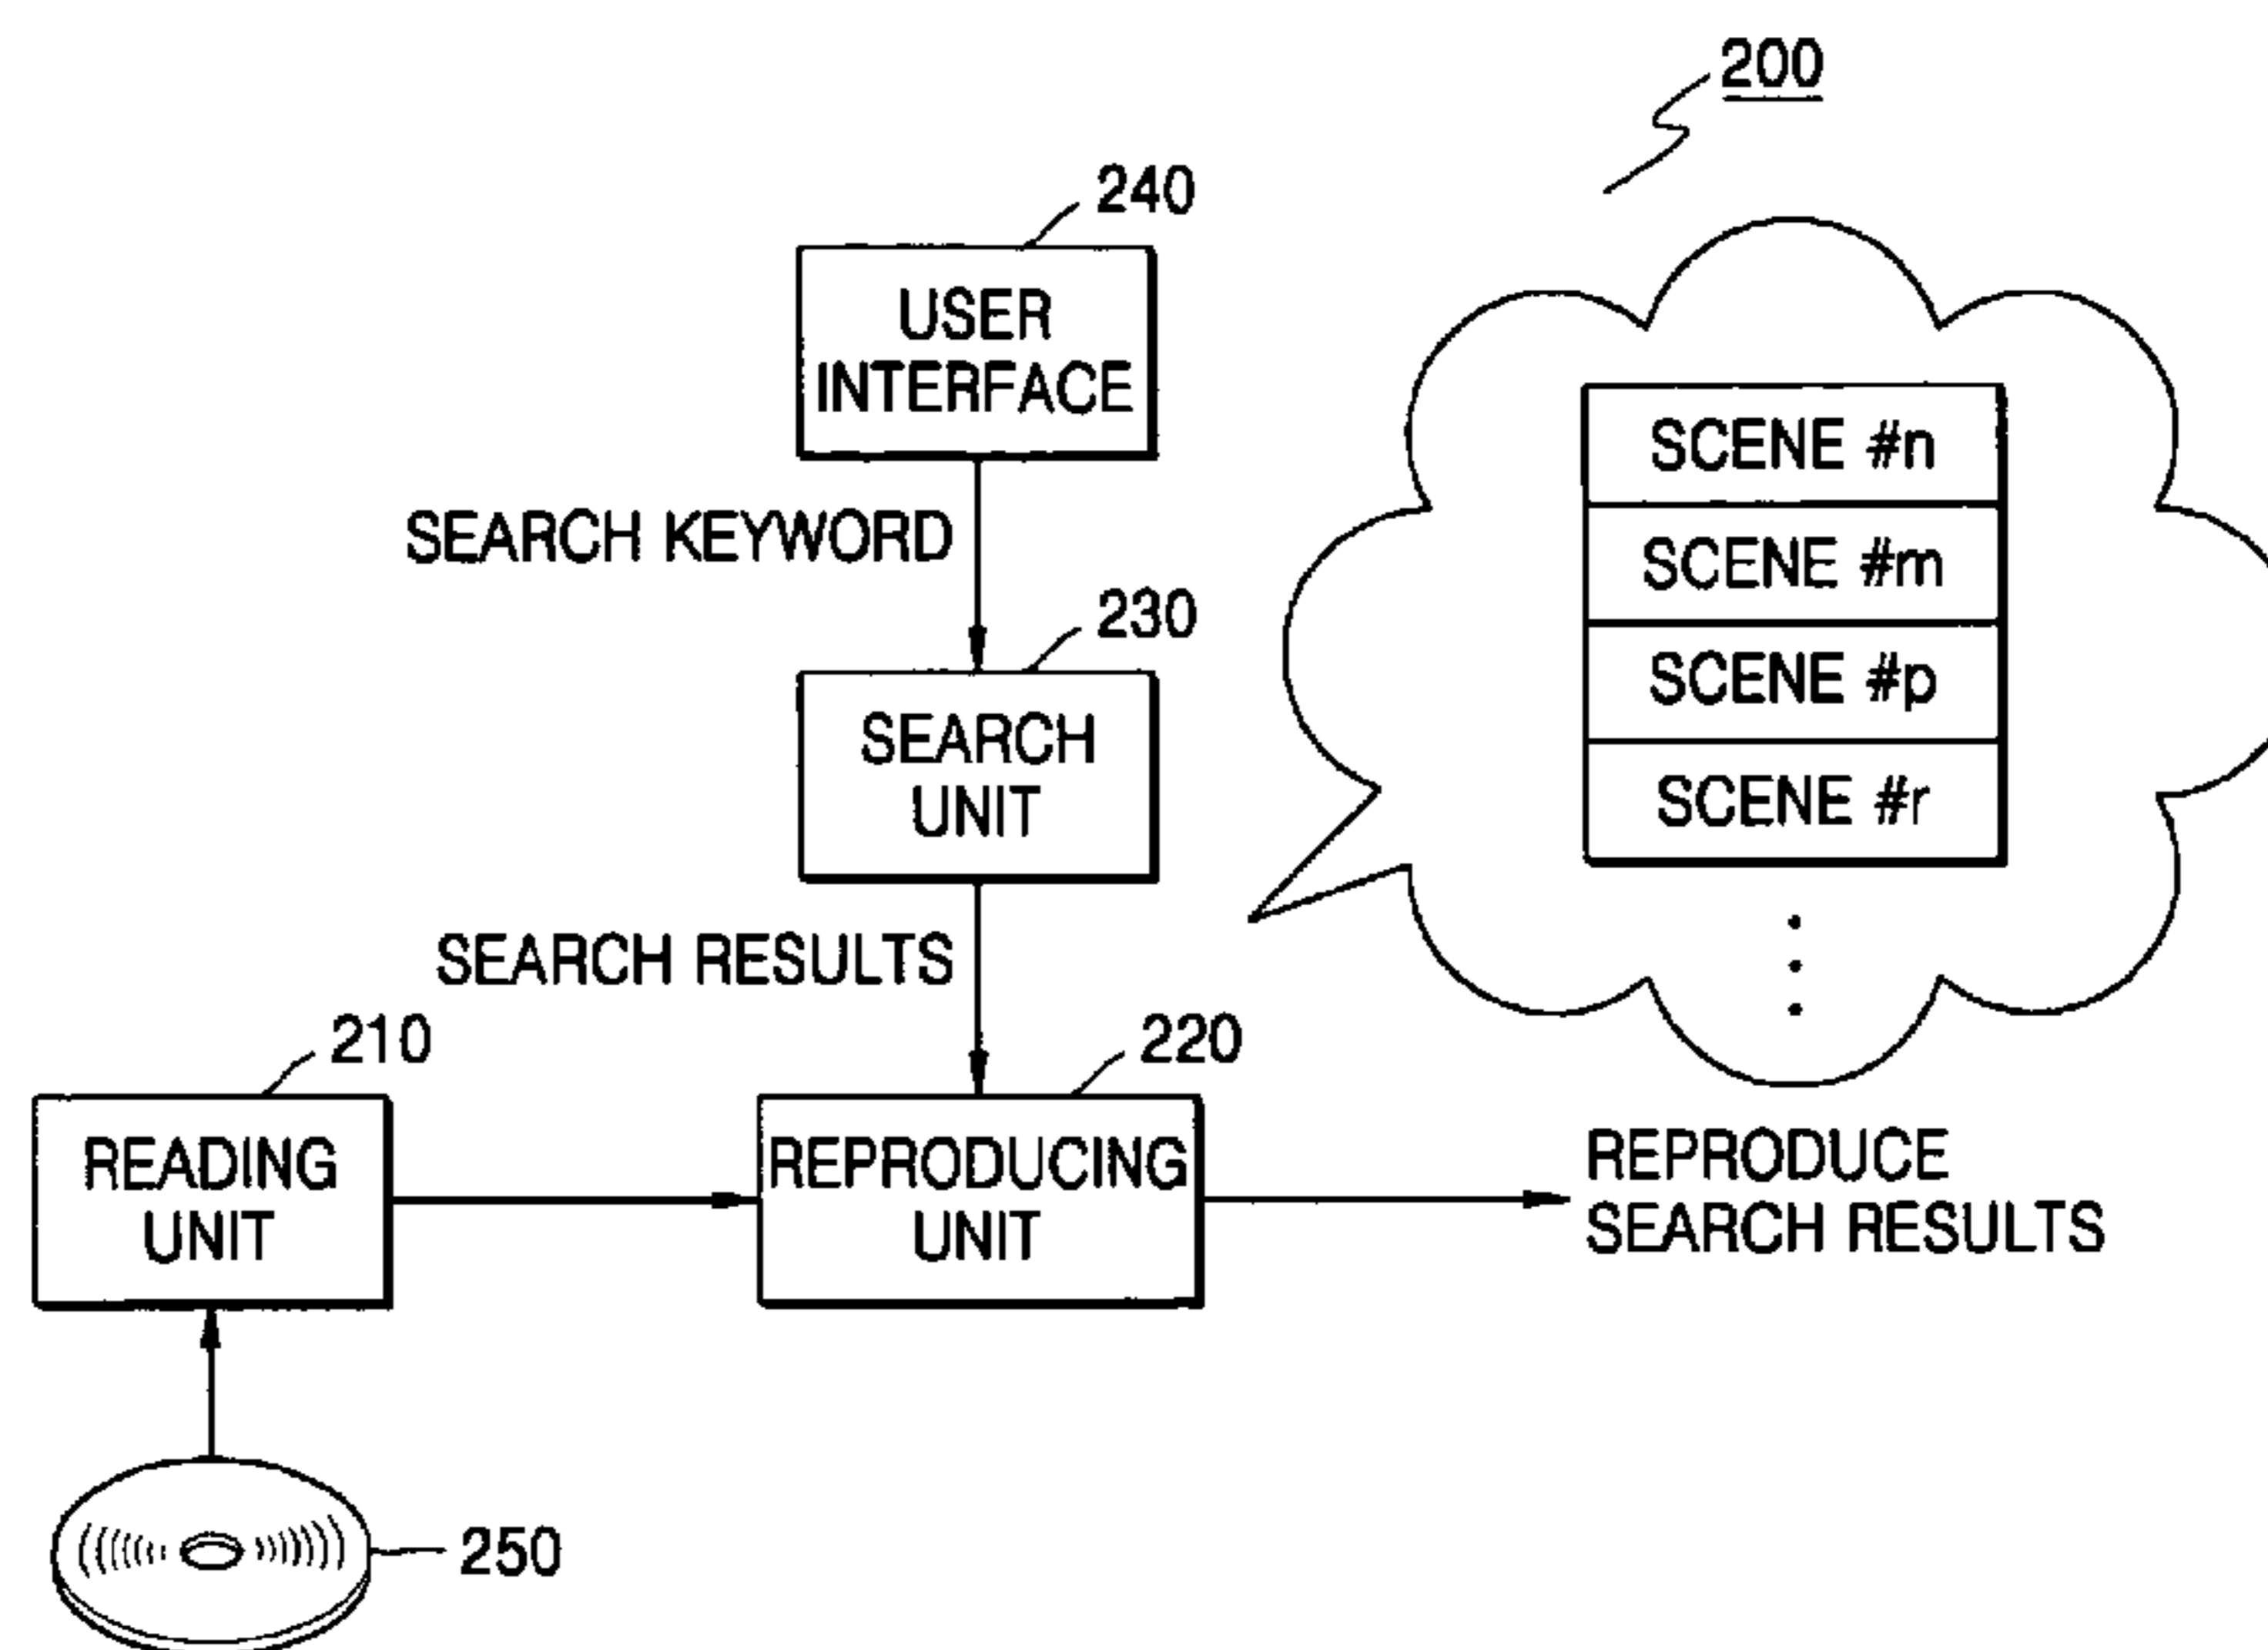 200
240
USER
INTERFACE
SCENE #n
SEARCH KEYWORD
SCENE #m
230
SCENE #p
SEARCH
UNIT
SCENE #r
SEARCH RESULTS
210
220
READING
UNIT
REPRODUCING
UNIT
REPRODUCE
SEARCH RESULTS
250